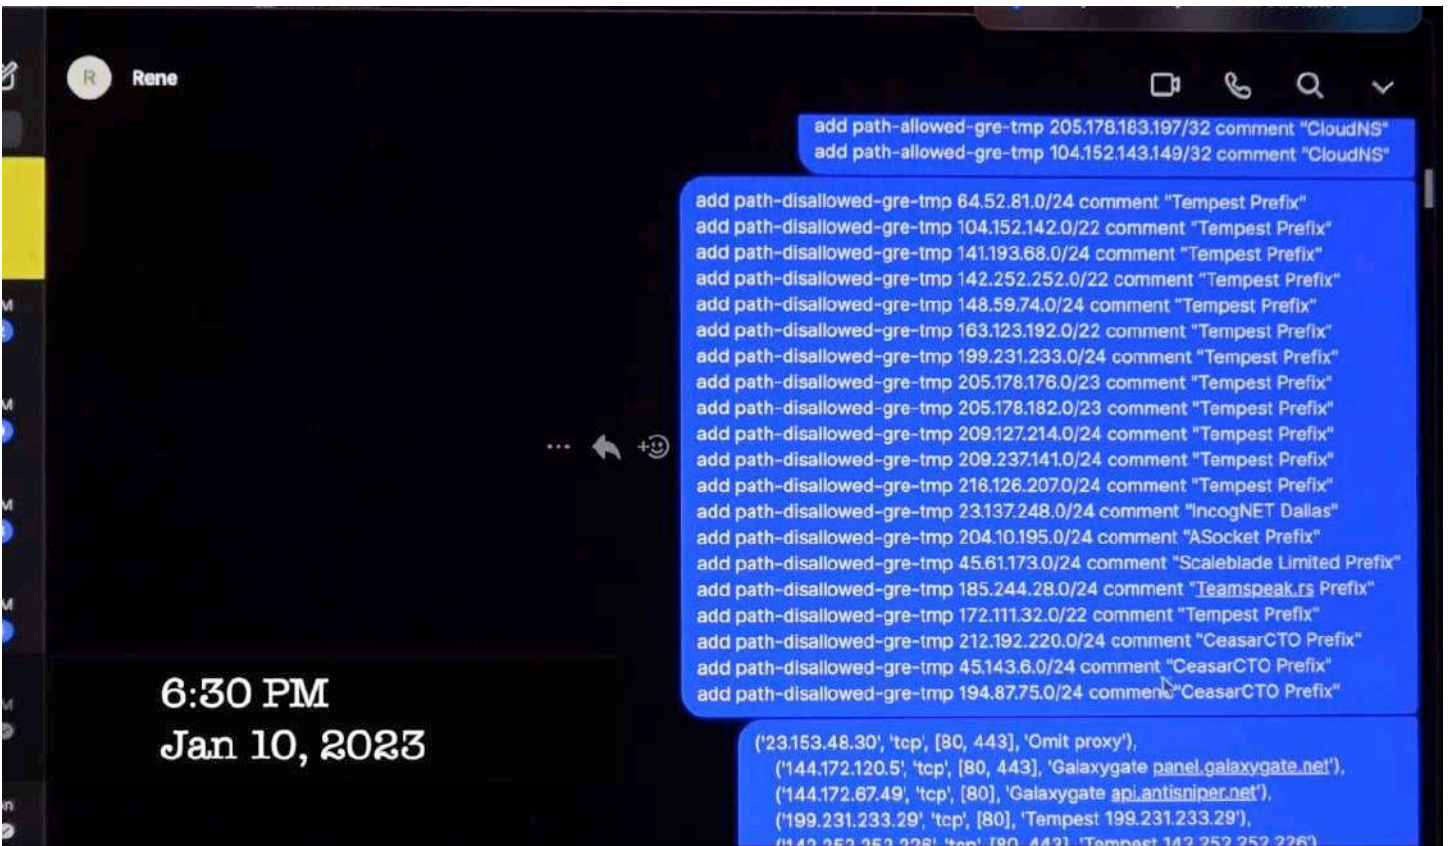 R Rene
add path-allowed-gre-tmp 205.178.183.197/32 comment "CloudNS"
add path-allowed-gre-tmp 104.152.143.149/32 comment "CloudNS"
add path-disallowed-gre-tmp 64.52.81.0/24 comment "Tempest Prefix"
add path-disallowed-gre-tmp 104.152.142.0/22 comment "Tempest Prefix"
add path-disallowed-gre-tmp 141.193.68.0/24 comment "Tempest Prefix"
add path-disallowed-gre-tmp 142.252.252.0/22 comment "Tempest Prefix"
add path-disallowed-gre-tmp 148.59.74.0/24 comment "Tempest Prefix"
add path-disallowed-gre-tmp 163.123.192.0/22 comment "Tempest Prefix"
add path-disallowed-gre-tmp 199.231.233.0/24 comment "Tempest Prefix"
add path-disallowed-gre-tmp 205.178.176.0/23 comment "Tempest Prefix"
add path-disallowed-gre-tmp 205.178.182.0/23 comment "Tempest Prefix"
add path-disallowed-gre-tmp 209.127.214.0/24 comment "Tempest Prefix"
add path-disallowed-gre-tmp 209.237.141.0/24 comment "Tempest Prefix"
add path-disallowed-gre-tmp 216.126.207.0/24 comment "Tempest Prefix"
add path-disallowed-gre-tmp 23.137.248.0/24 comment "IncogNET Dallas"
add path-disallowed-gre-tmp 204.10.195.0/24 comment "ASocket Prefix"
add path-disallowed-gre-tmp 45.61.173.0/24 comment "Scaleblade Limited Prefix"
add path-disallowed-gre-tmp 185.244.28.0/24 comment "Teamspeak.rs Prefix"
add path-disallowed-gre-tmp 172.111.32.0/22 comment "Tempest Prefix"
add path-disallowed-gre-tmp 212.192.220.0/24 comment "CeasarCTO Prefix"
add path-disallowed-gre-tmp 45.143.6.0/24 comment "CeasarCTO Prefix"
add path-disallowed-gre-tmp 194.87.75.0/24 comment "CeasarCTO Prefix"
('23.153.48.30', 'tcp', [80, 443], 'Omit proxy'),
('144.172.120.5', 'tcp', [80, 443], 'Galaxygate panel.galaxygate.net'),
('144.172.67.49', 'tcp', [80], 'Galaxygate api.antisniper.net'),
('199.231.233.29', 'tcp', [80], 'Tempest 199.231.233.29'),
('142.252.252.226', 'tcp', [80, 443], 'Tempest 142.252.252.226')
6:30 PM
Jan 10, 2023